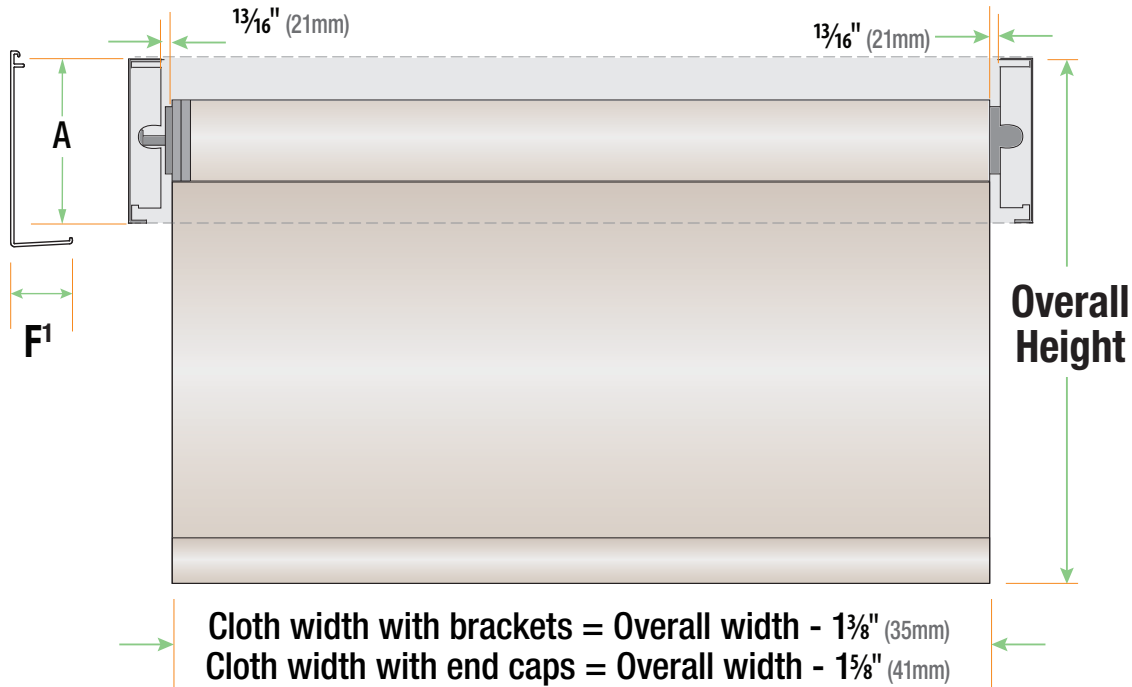 13/16" (21mm)
13/16" (21mm)
A
F¹
Overall
Height
Cloth width with brackets = Overall width - 1⅜" (35mm)
Cloth width with end caps = Overall width - 1⅝" (41mm)